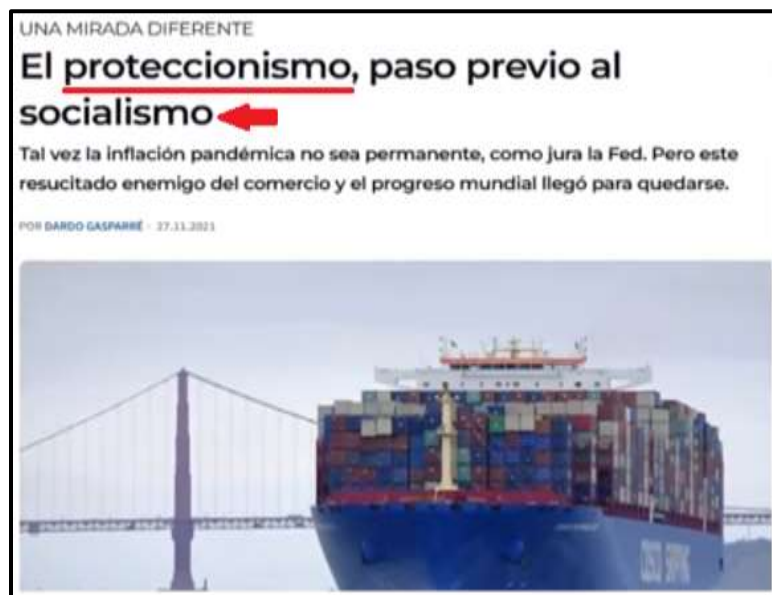 UNA MIRADA DIFERENTE
El proteccionismo, paso previo al
socialismo
Tal vez la inflación pandémica no sea permanente, como jura la Fed. Pero este
resucitado enemigo del comercio y el progreso mundial llegó para quedarse.
POR DARDO GASPARRÉ - 27.11.2021